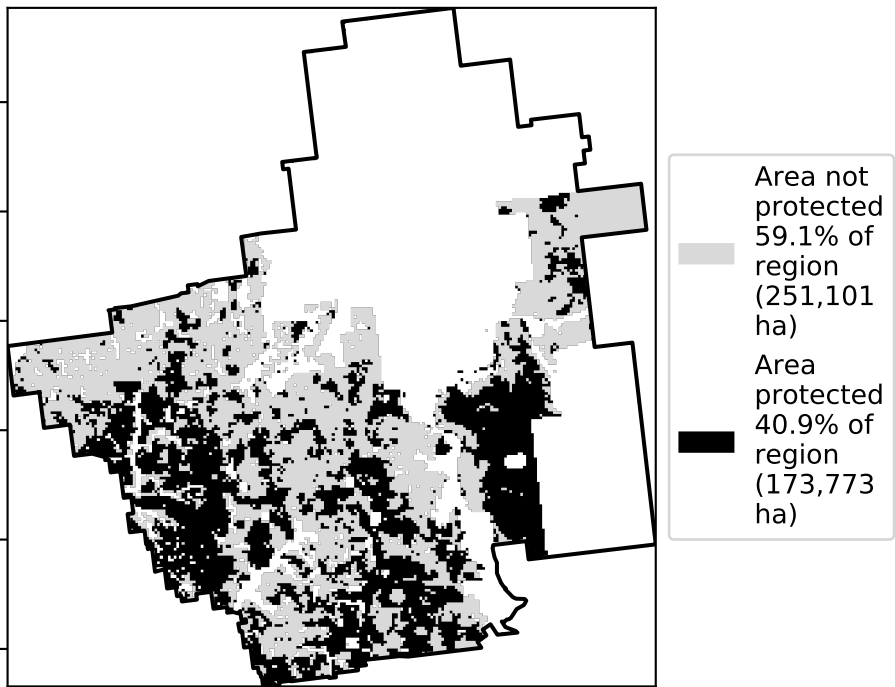 Area not
protected
59.1% of
region
(251,101
ha)
Area
protected
40.9% of
region
(173,773
ha)